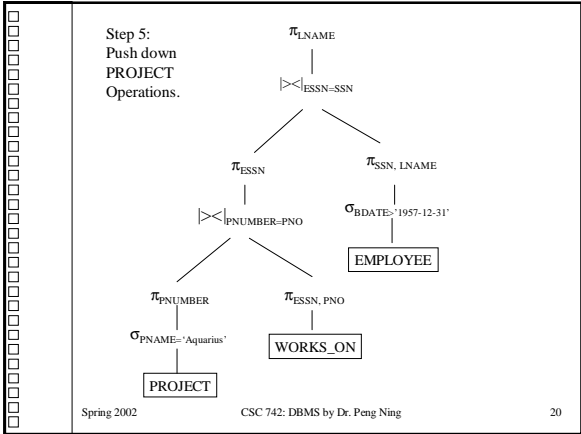 Step 5:
Push down
PROJECT
Operations.
πLNAME
|><|ESSN=SSN
πESSN
πSSN, LNAME
|><|PNUMBER=PNO
σBDATE>'1957-12-31'
EMPLOYEE
πPNUMBER
πESSN, PNO
σPNAME='Aquarius'
WORKS_ON
PROJECT
Spring 2002
CSC 742: DBMS by Dr. Peng Ning
20